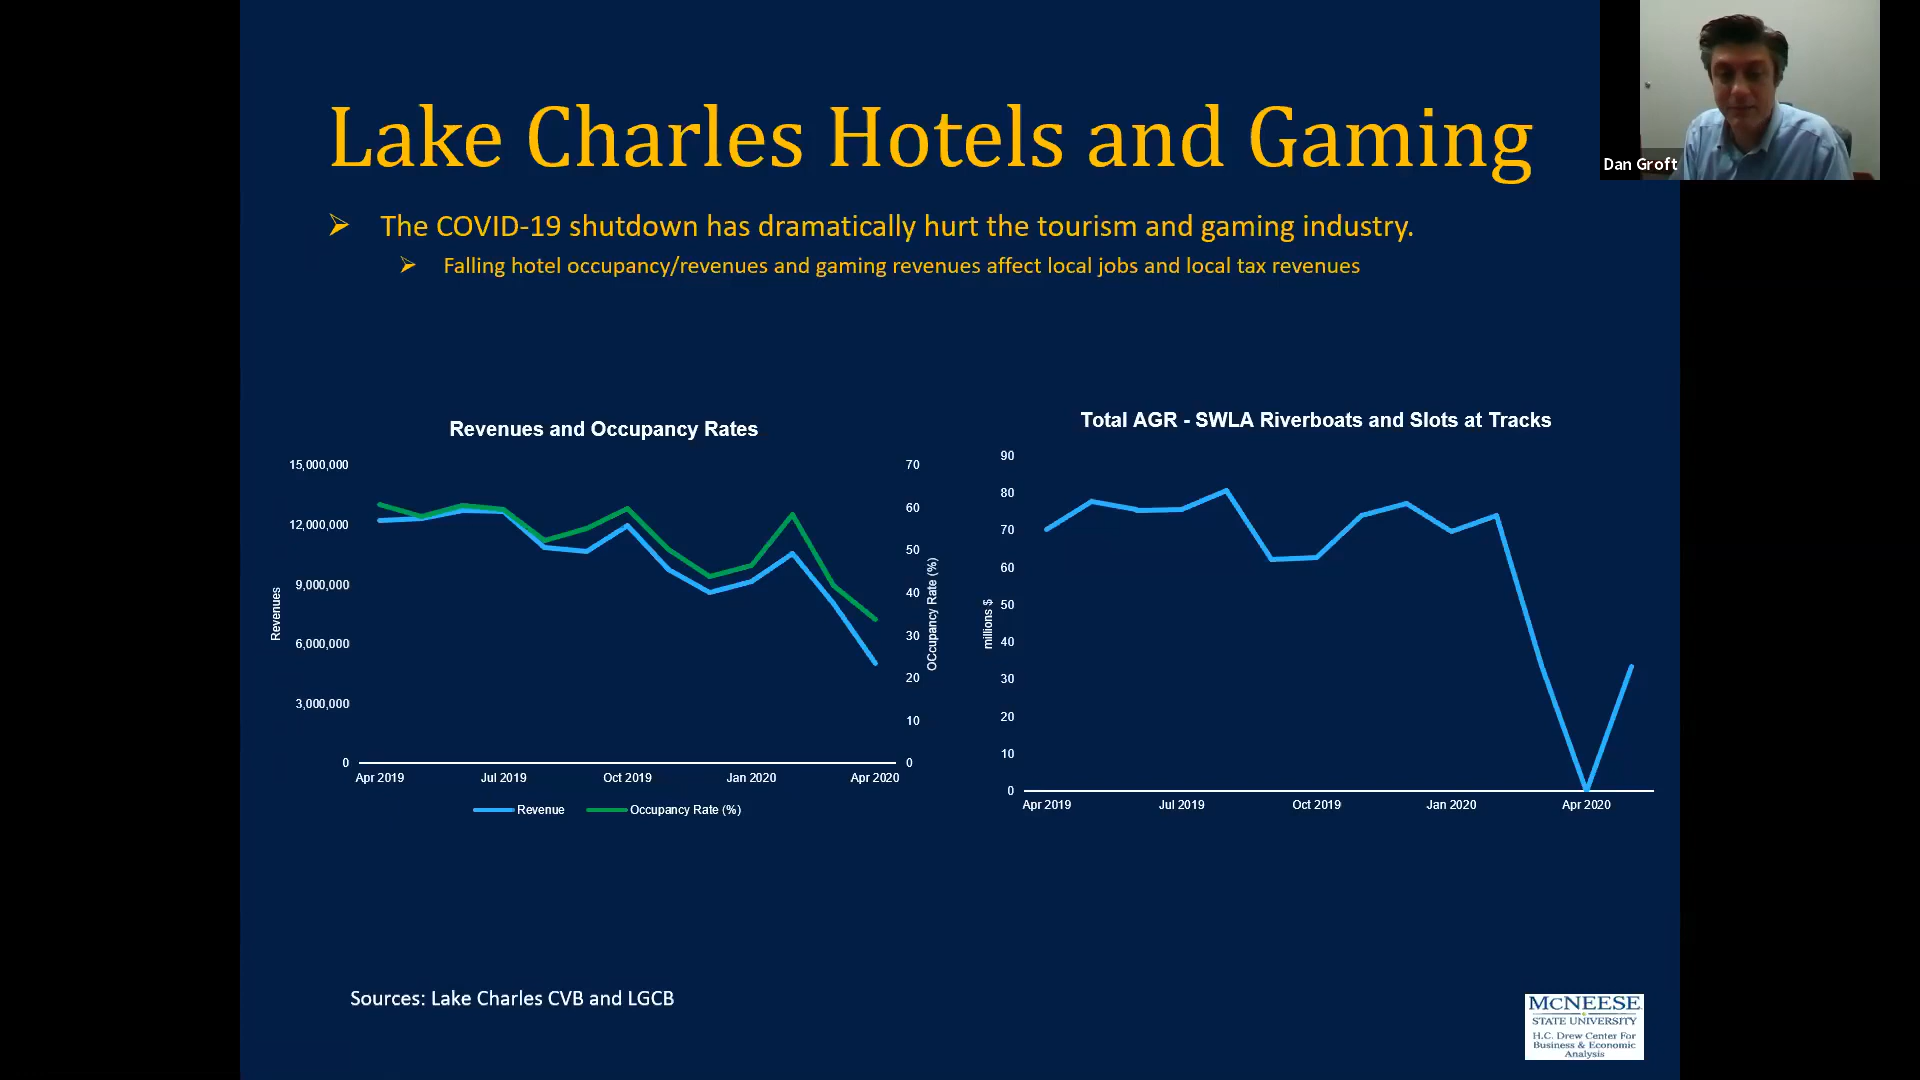 Lake Charles Hotels and Gaming
Dan Groft
The COVID-19 shutdown has dramatically hurt the tourism and gaming industry.
Falling hotel occupancy/revenues and gaming revenues affect local jobs and local tax revenues
Revenues and Occupancy Rates
15,000,000
12,000,000
9,000,000
6,000,000
3,000,000
0
Revenues
70
60
50
40
30
20
10
0
OCcupancy Rate (%)
Apr 2019 Jul 2019 Oct 2019 Jan 2020 Apr 2020
Revenue Occupancy Rate (%)
Total AGR - SWLA Riverboats and Slots at Tracks
90
80
70
60
50
40
30
20
10
0
millions $
Apr 2019 Jul 2019 Oct 2019 Jan 2020 Apr 2020
Sources: Lake Charles CVB and LGCB
MCNEESE
STATE UNIVERSITY
H.C. Drew Center For
Business & Economic
Analysis